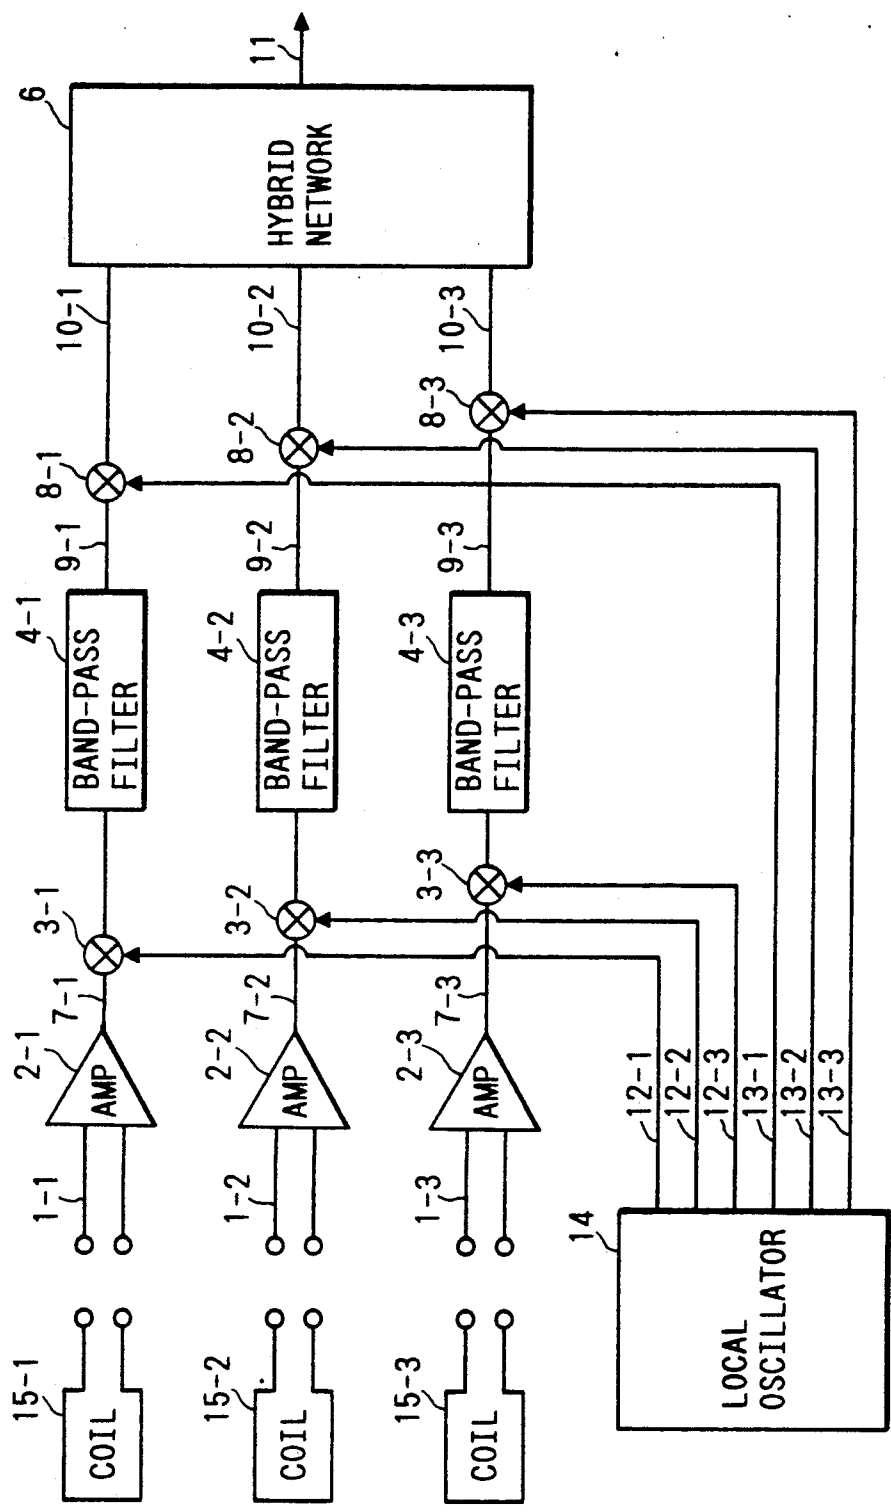 15-1
COIL
1-1
2-1
AMP
7-1
3-1
4-1
BAND-PASS
FILTER
9-1
8-1
10-1
6
HYBRID
NETWORK
11
15-2
COIL
1-2
2-2
AMP
7-2
3-2
4-2
BAND-PASS
FILTER
9-2
8-2
10-2
15-3
COIL
1-3
2-3
AMP
7-3
3-3
4-3
BAND-PASS
FILTER
9-3
8-3
10-3
14
LOCAL
OSCILLATOR
12-1
12-2
12-3
13-1
13-2
13-3